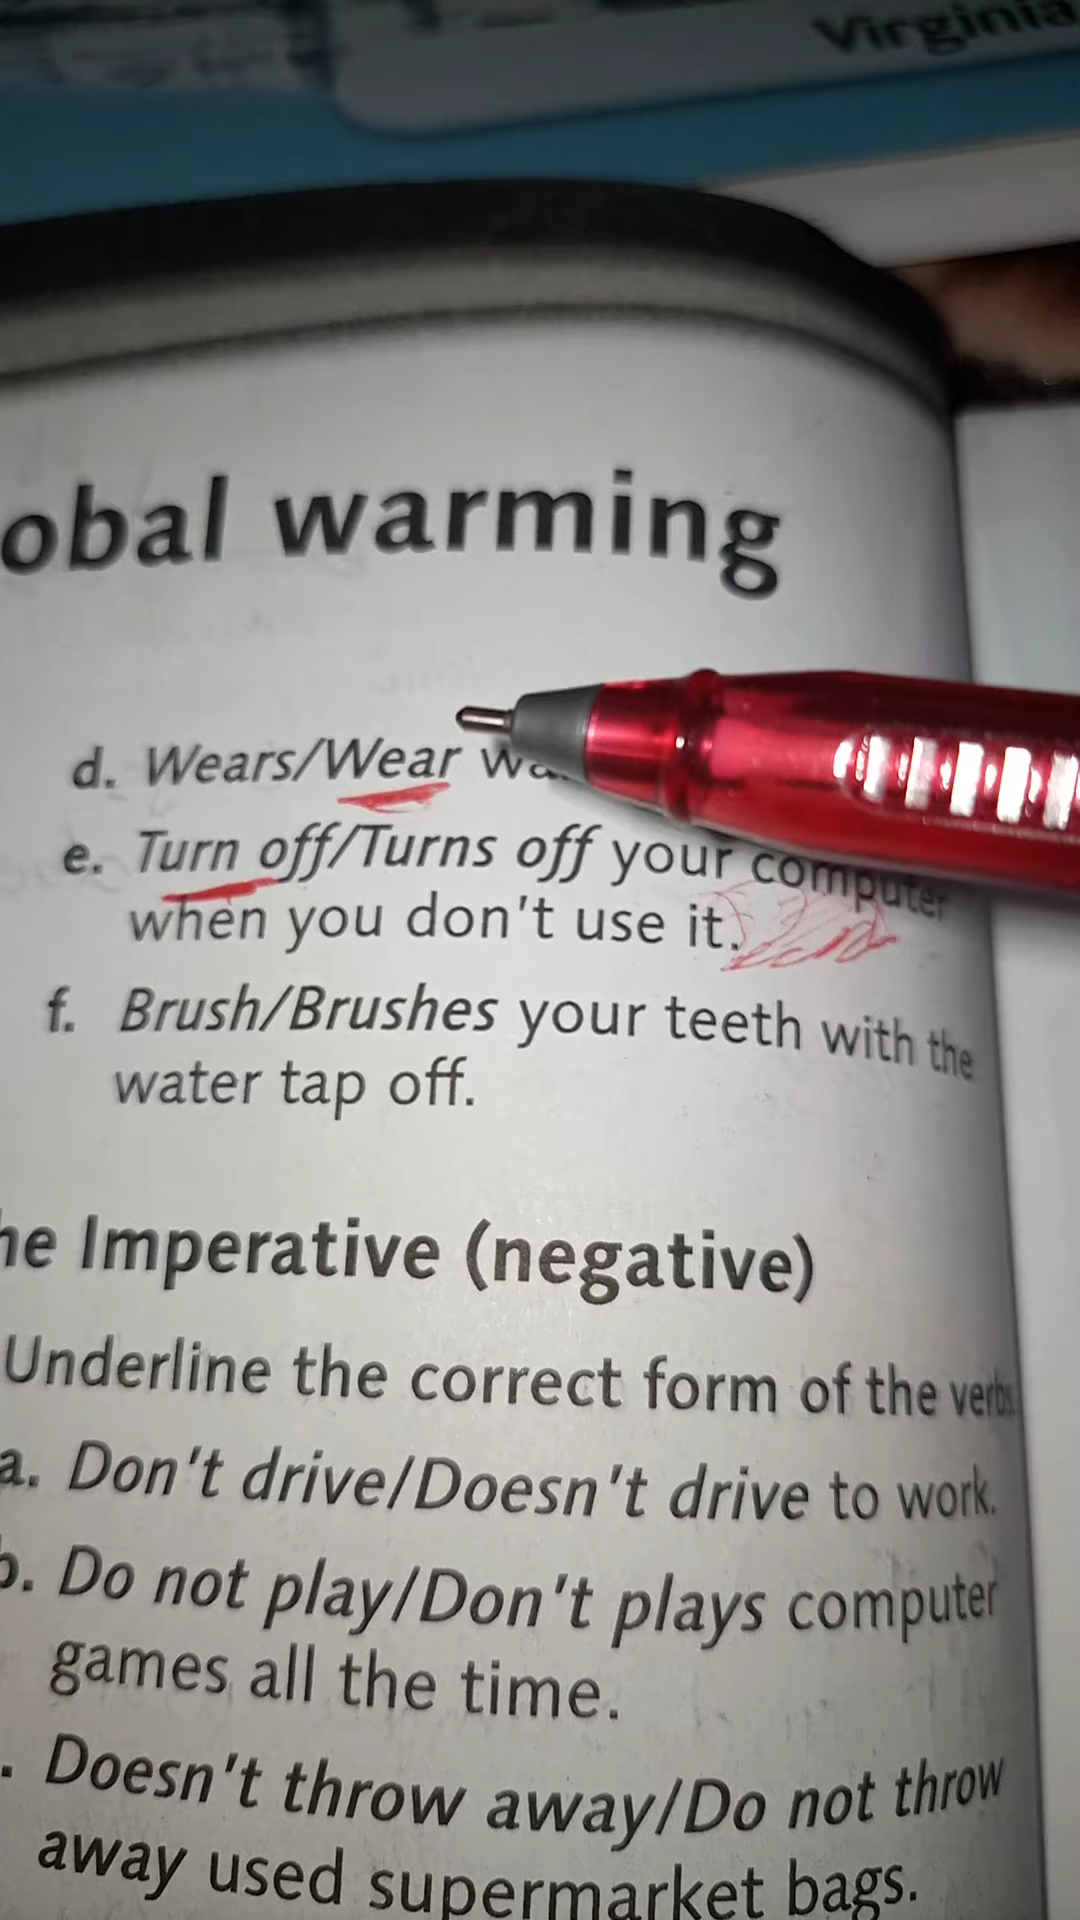 Virginia
obal warming
d. Wears/Wear
e. Turn off/Turns off your computer
when you don't use it.
f. Brush/Brushes your teeth with the
water tap off.
he Imperative (negative)
Underline the correct form of the verbs
a. Don't drive/Doesn't drive to work.
b. Do not play/Don't plays computer
games all the time.
. Doesn't throw away/Do not throw
away used supermarket bags.